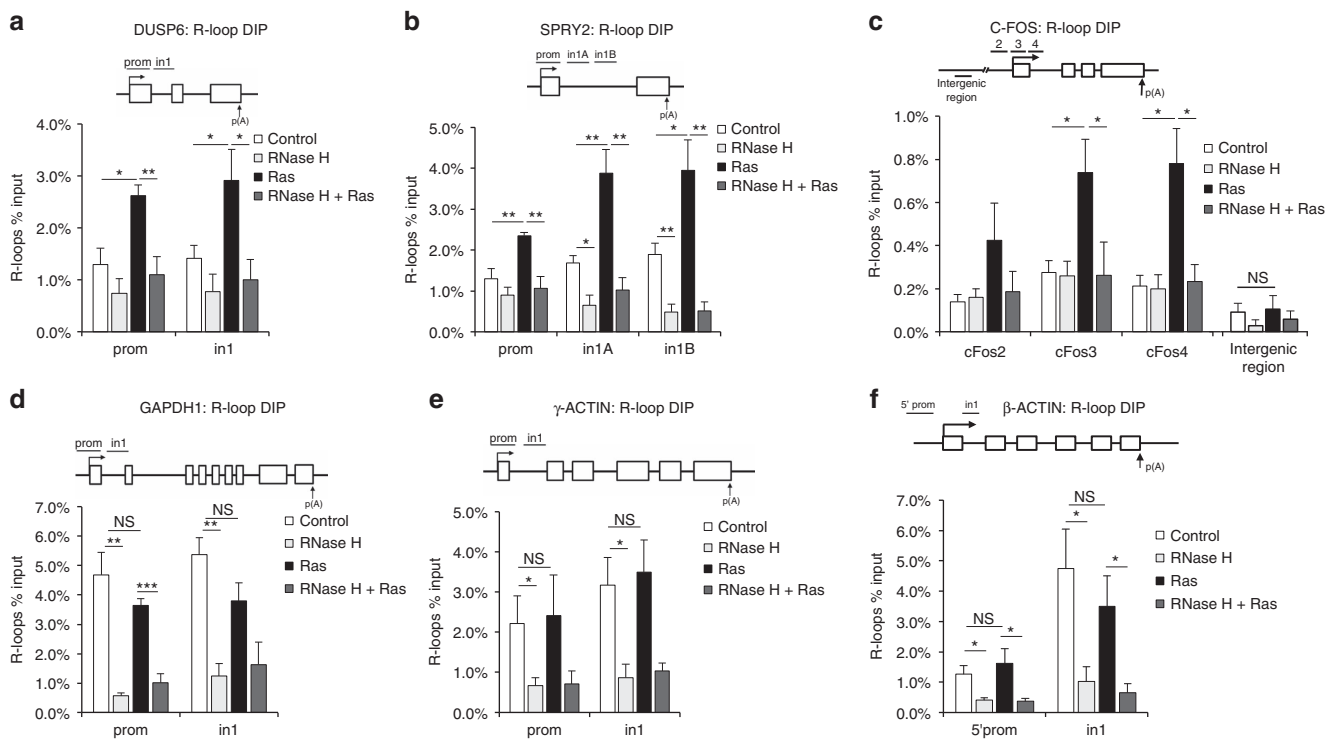 a
DUSP6: R-loop DIP
prom in1
p(A)
R-loops % input
4.0%
3.0%
2.0%
1.0%
0.0%
* **
* *
prom in1
Control
RNase H
Ras
RNase H + Ras
b
SPRY2: R-loop DIP
prom in1A in1B
p(A)
R-loops % input
5.0%
4.0%
3.0%
2.0%
1.0%
0.0%
** **
** **
*
* **
**
prom in1A in1B
Control
RNase H
Ras
RNase H + Ras
c
C-FOS: R-loop DIP
2 3 4
Intergenic
region
p(A)
R-loops % input
1.0%
0.8%
0.6%
0.4%
0.2%
0.0%
* *
* *
NS
cFos2 cFos3 cFos4 Intergenic
region
Control
RNase H
Ras
RNase H + Ras
d
GAPDH1: R-loop DIP
prom in1
p(A)
R-loops % input
7.0%
6.0%
5.0%
4.0%
3.0%
2.0%
1.0%
0.0%
NS
**
***
NS
**
prom in1
Control
RNase H
Ras
RNase H + Ras
e
γ-ACTIN: R-loop DIP
prom in1
p(A)
R-loops % input
5.0%
4.0%
3.0%
2.0%
1.0%
0.0%
NS
*
NS
*
prom in1
Control
RNase H
Ras
RNase H + Ras
f
β-ACTIN: R-loop DIP
5' prom in1
p(A)
R-loops % input
7.0%
6.0%
5.0%
4.0%
3.0%
2.0%
1.0%
0.0%
NS
* *
NS
*
*
5'prom in1
Control
RNase H
Ras
RNase H + Ras